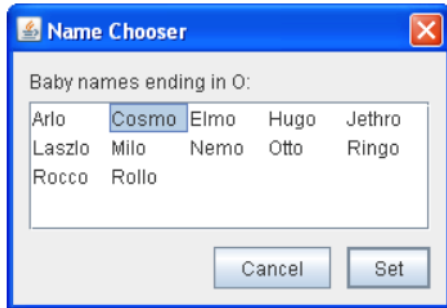 Name Chooser
Baby names ending in O:
Arlo Cosmo Elmo Hugo Jethro
Laszlo Milo Nemo Otto Ringo
Rocco Rollo
Cancel Set